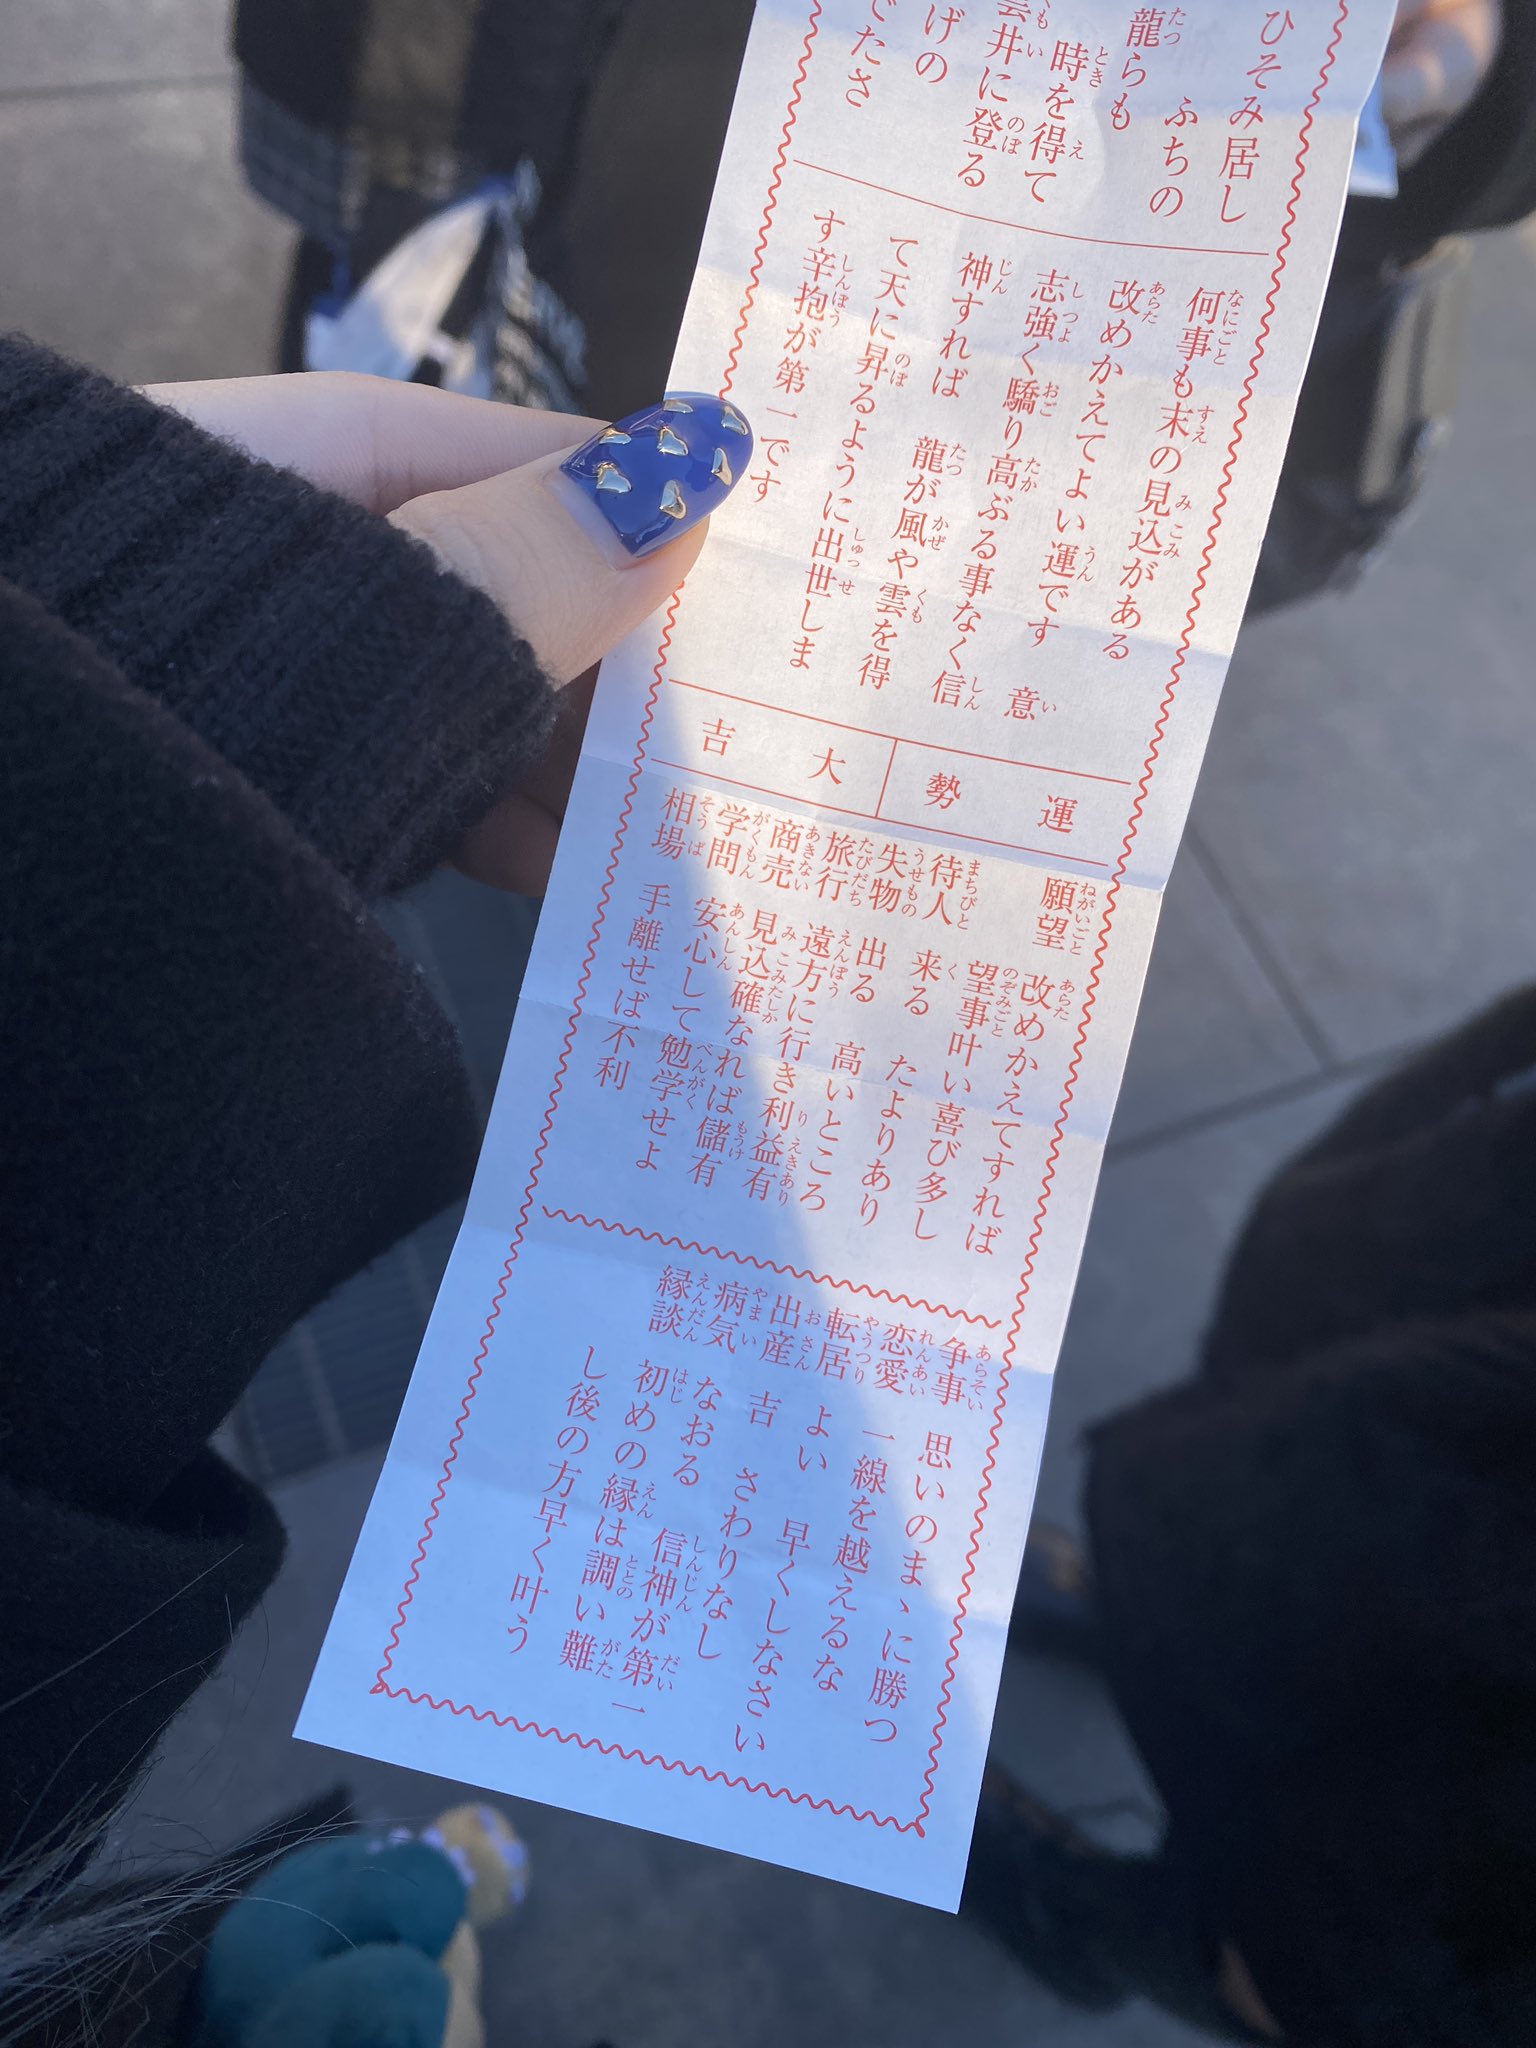 ひそみ居し
ふちの
龍らも
時を得て
雲井に登る
げの
でたさ
何事も末の見込がある
改めかえてよい運です 意
志強く驕り高ぶる事なく信
神すれば 龍が風や雲を得
て天に昇るように出世しま
す辛抱が第一です
運勢
大吉
願望 改めかえてすれば
望事叶い喜び多し
待人 来る たよりあり
失物 出る 高いところ
旅行 遠方に行き利益有
商売 見込確なれば儲有
学問 安心して勉学せよ
相場 手離せば不利
争事 思いのまゝに勝つ
恋愛 一線を越えるな
転居 よい 早くしなさい
出産 吉 さわりなし
病気 なおる 信神が第一
縁談 初めの縁は調い難
し後の方早く叶う